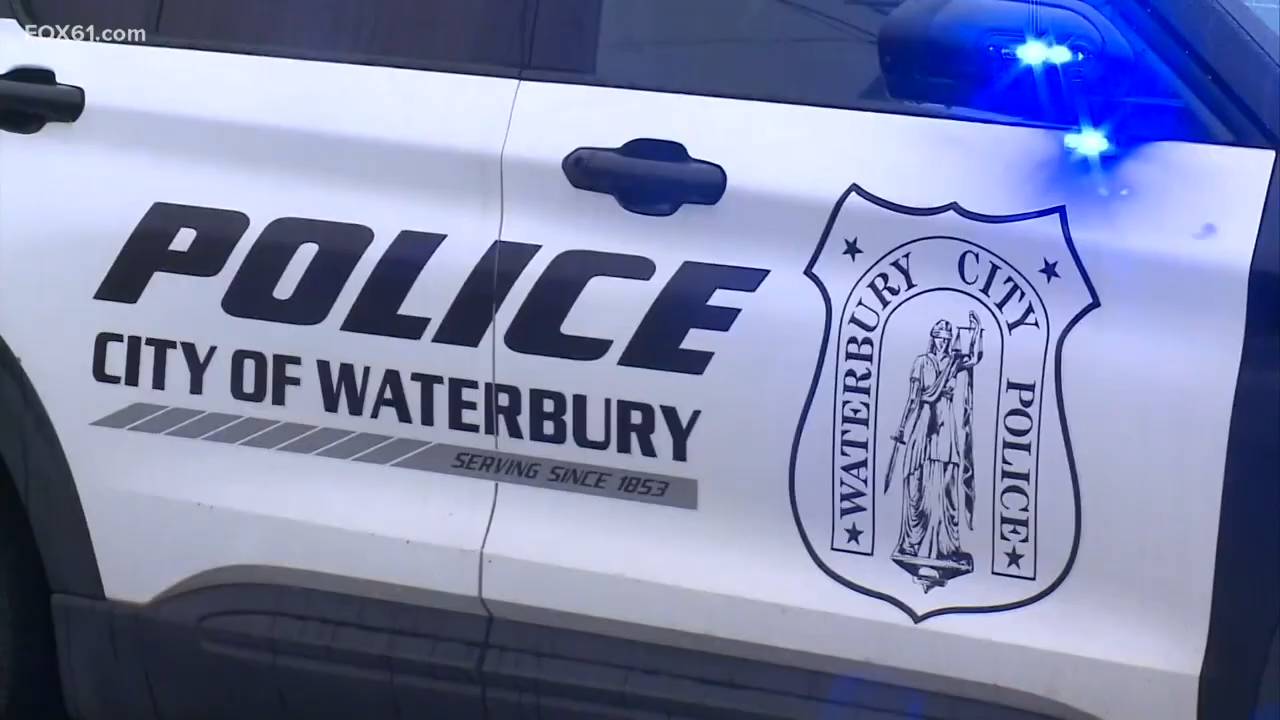 FOX61.com
POLICE
CITY OF WATERBURY
SERVING SINCE 1853
WATERBURY CITY POLICE